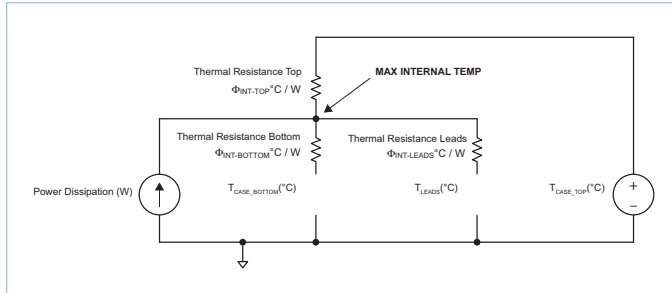 Thermal Resistance Top
ΦINT-TOP°C / W
MAX INTERNAL TEMP
Thermal Resistance Bottom
ΦINT-BOTTOM°C / W
Thermal Resistance Leads
ΦINT-LEADS°C / W
Power Dissipation (W)
TCASE_BOTTOM(°C)
TLEADS(°C)
TCASE_TOP(°C)
+
–